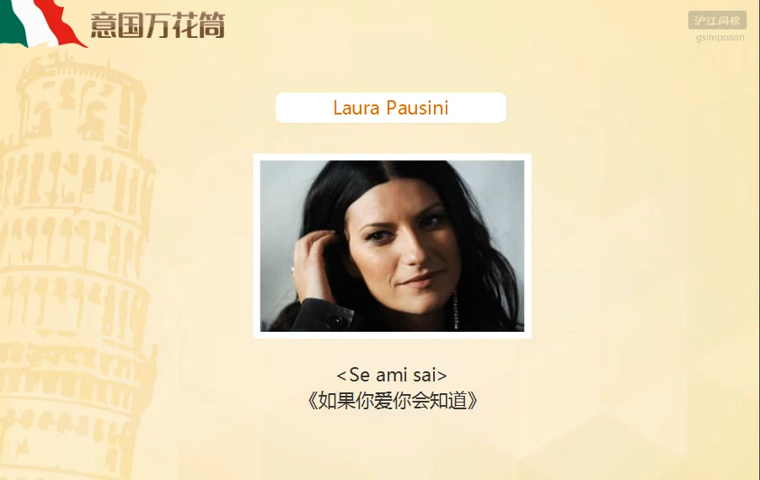 意国万花筒
沪江网校
gsimposon
Laura Pausini
<Se ami sai>
《如果你爱你会知道》